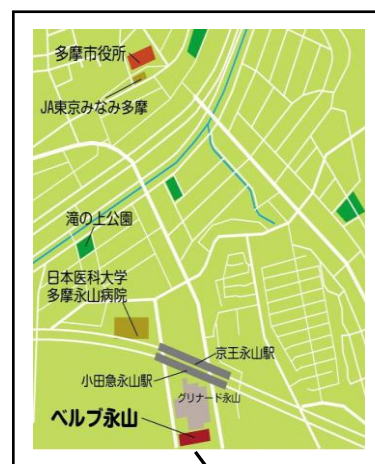 多摩市役所
JA東京みなみ多摩
滝の上公園
日本医科大学
多摩永山病院
京王永山駅
小田急永山駅
グリナード永山
ベルブ永山